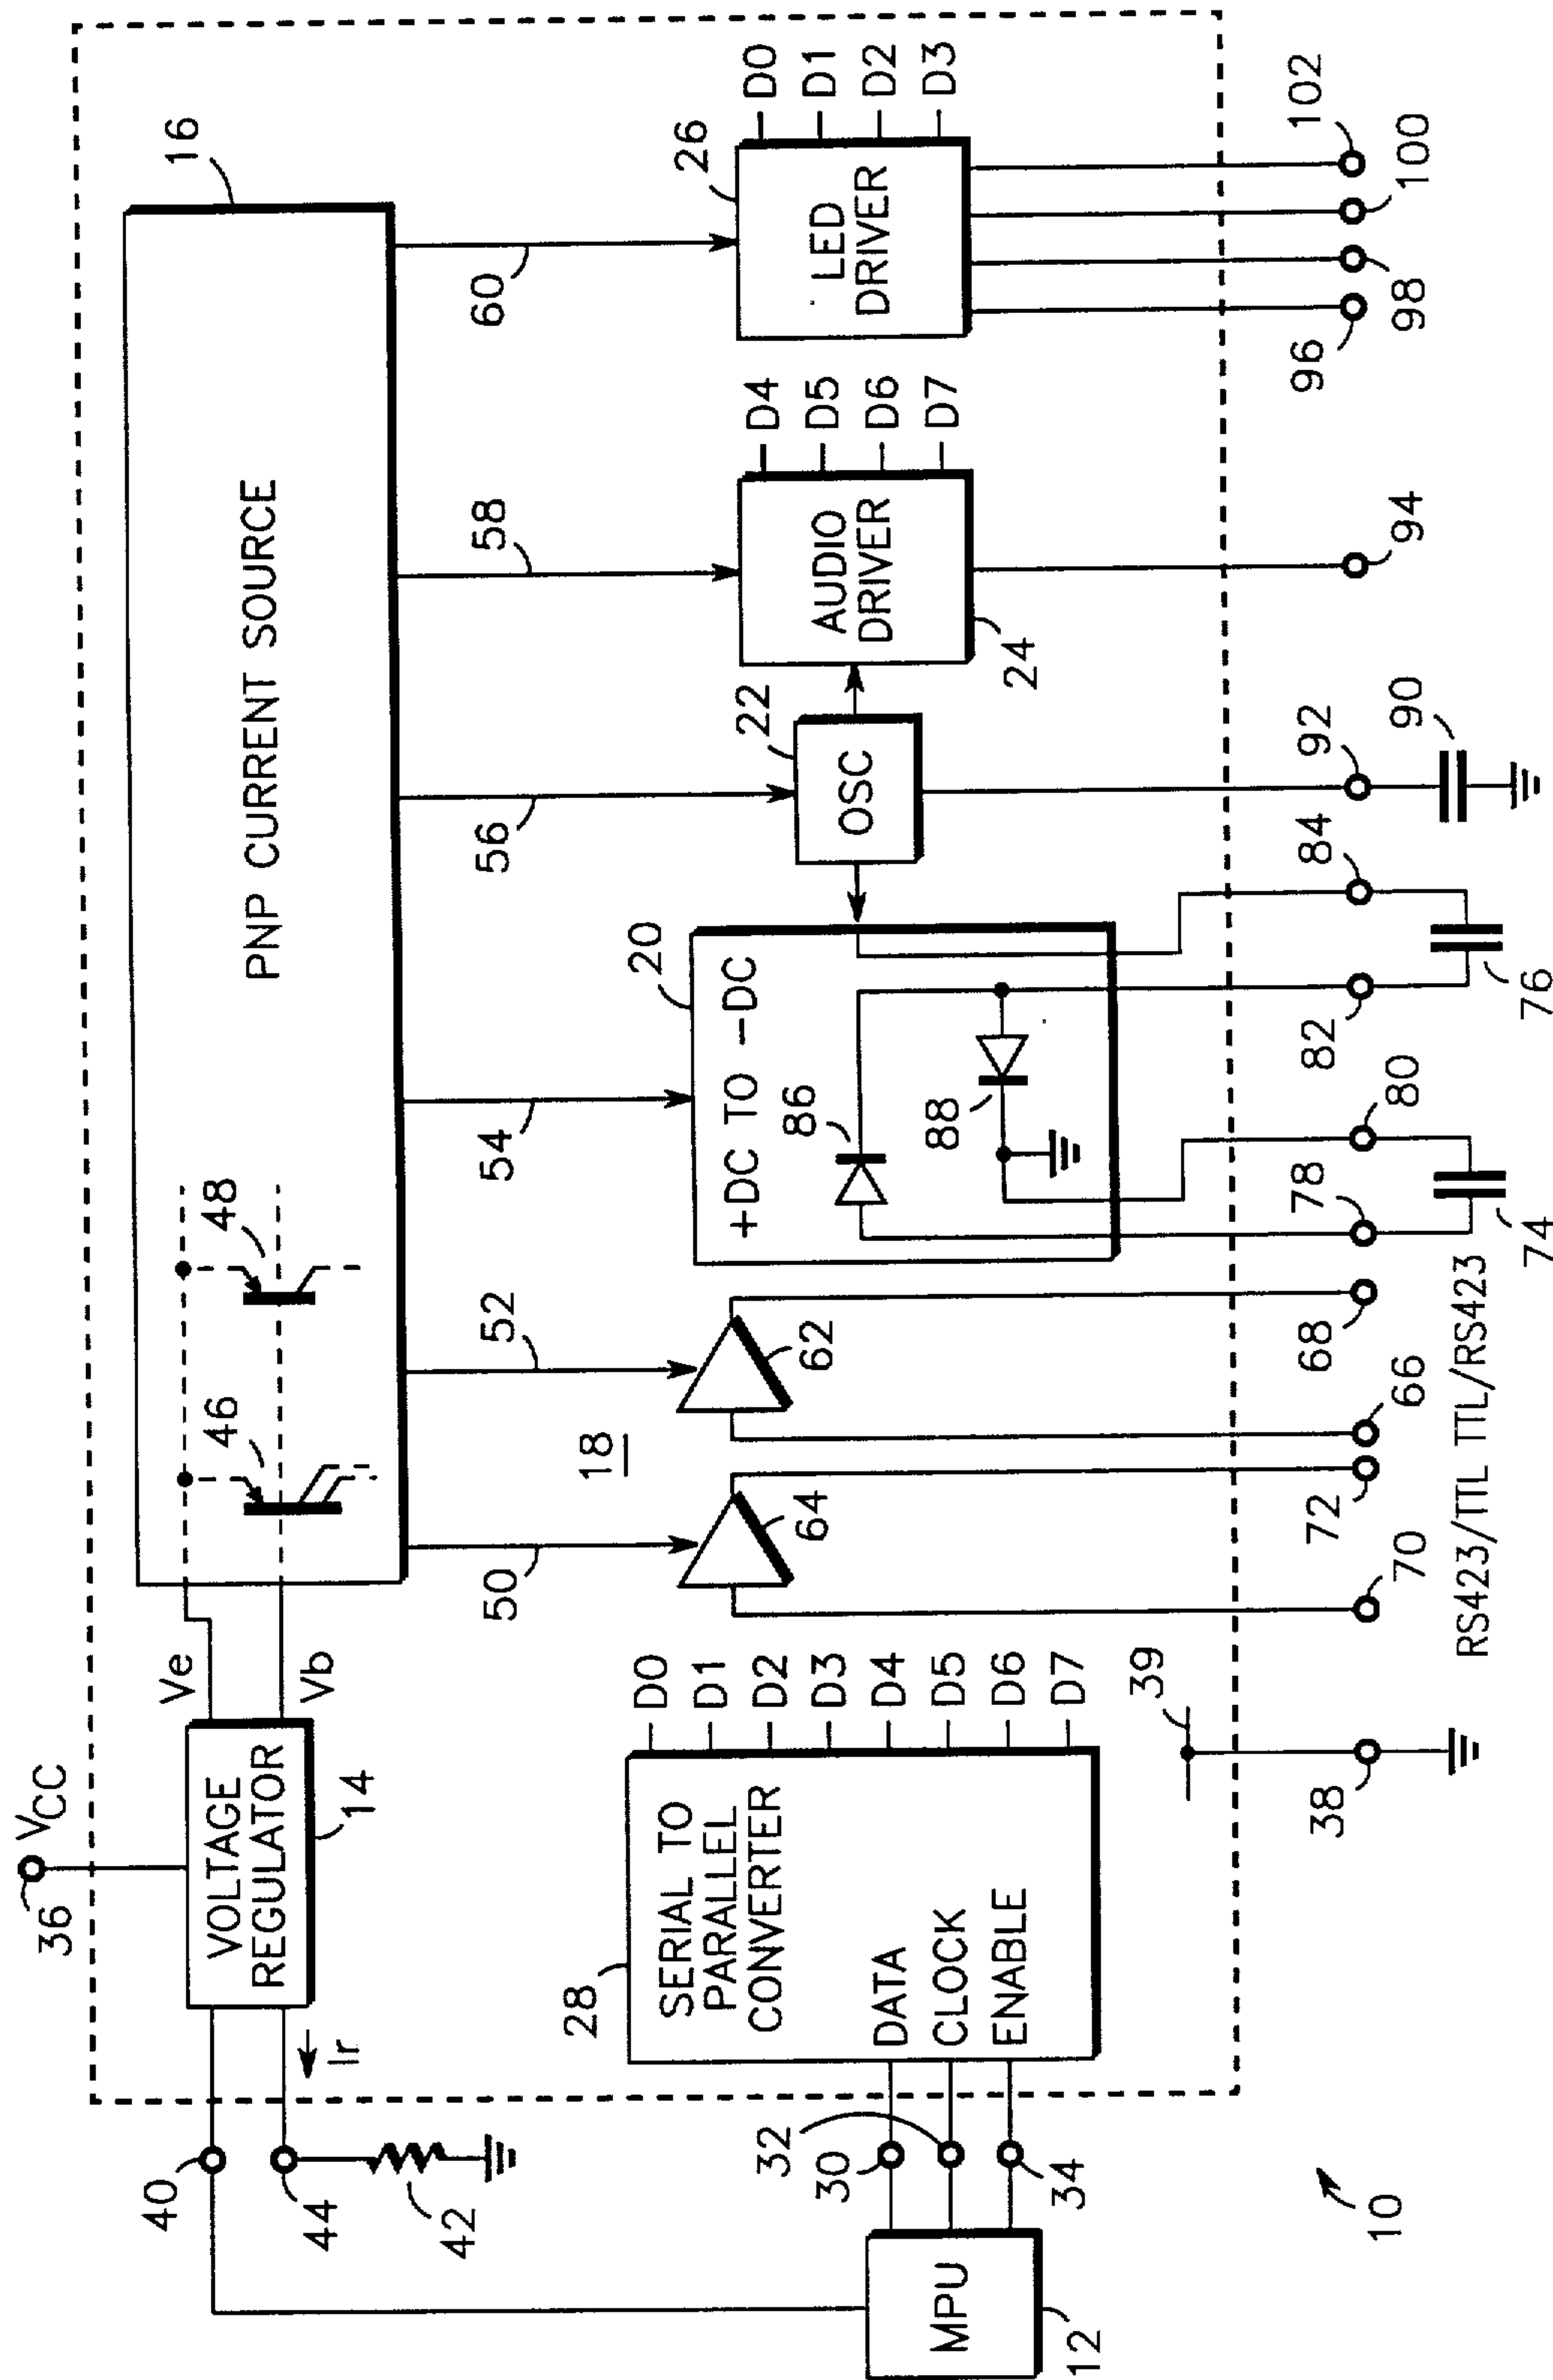 36
VCC
16
VOLTAGE
REGULATOR
14
Ve
Vb
46
48
PNP CURRENT SOURCE
40
44
42
Ir
50
52
54
56
58
60
18
28
SERIAL TO
PARALLEL
CONVERTER
DATA
CLOCK
ENABLE
D0
D1
D2
D3
D4
D5
D6
D7
64
62
20
+DC TO −DC
86
88
22
OSC
AUDIO
DRIVER
24
D4
D5
D6
D7
26
LED
DRIVER
D0
D1
D2
D3
32
30
34
MPU
12
10
39
38
70
72
66
68
78
80
82
84
92
90
94
96
98
100
102
RS423/TTL TTL/RS423
74
76